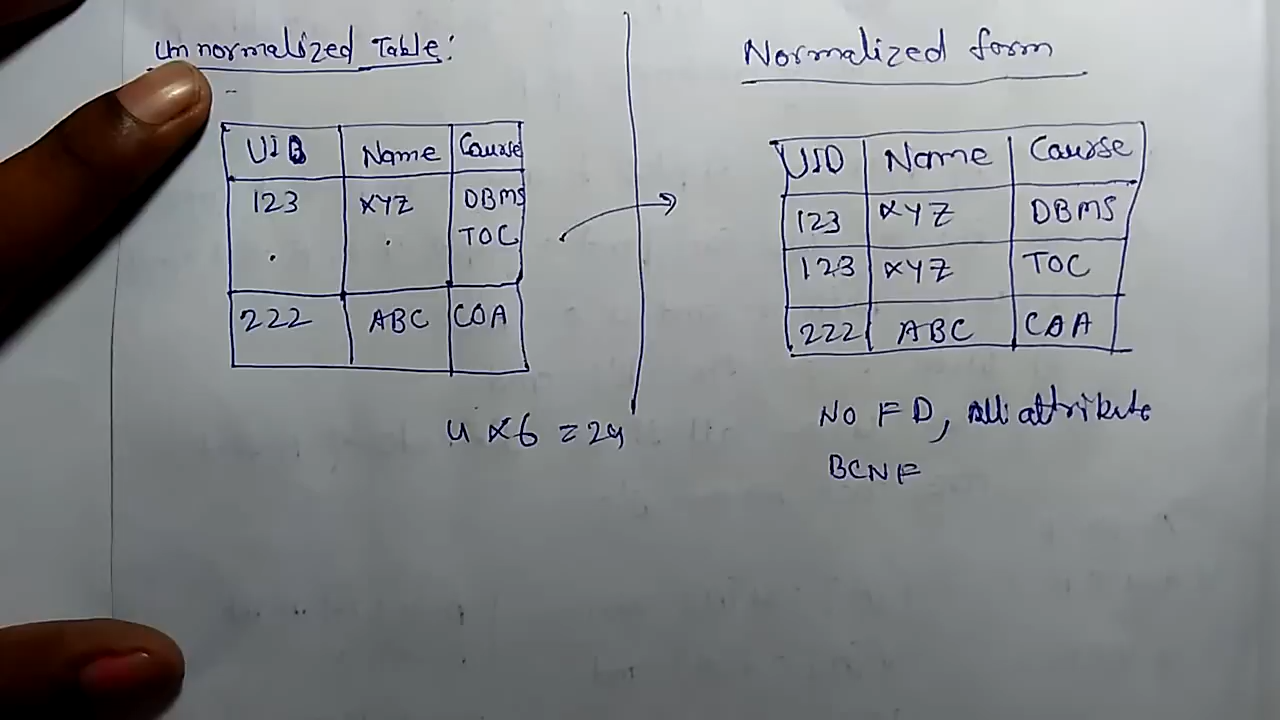 Unnormalized Table:
UID Name Course
123 XYZ DBMS
TOC
222 ABC COA
4 × 6 = 24
Normalized form
UID Name Course
123 XYZ DBMS
123 XYZ TOC
222 ABC COA
NO FD, all attribute
BCNF